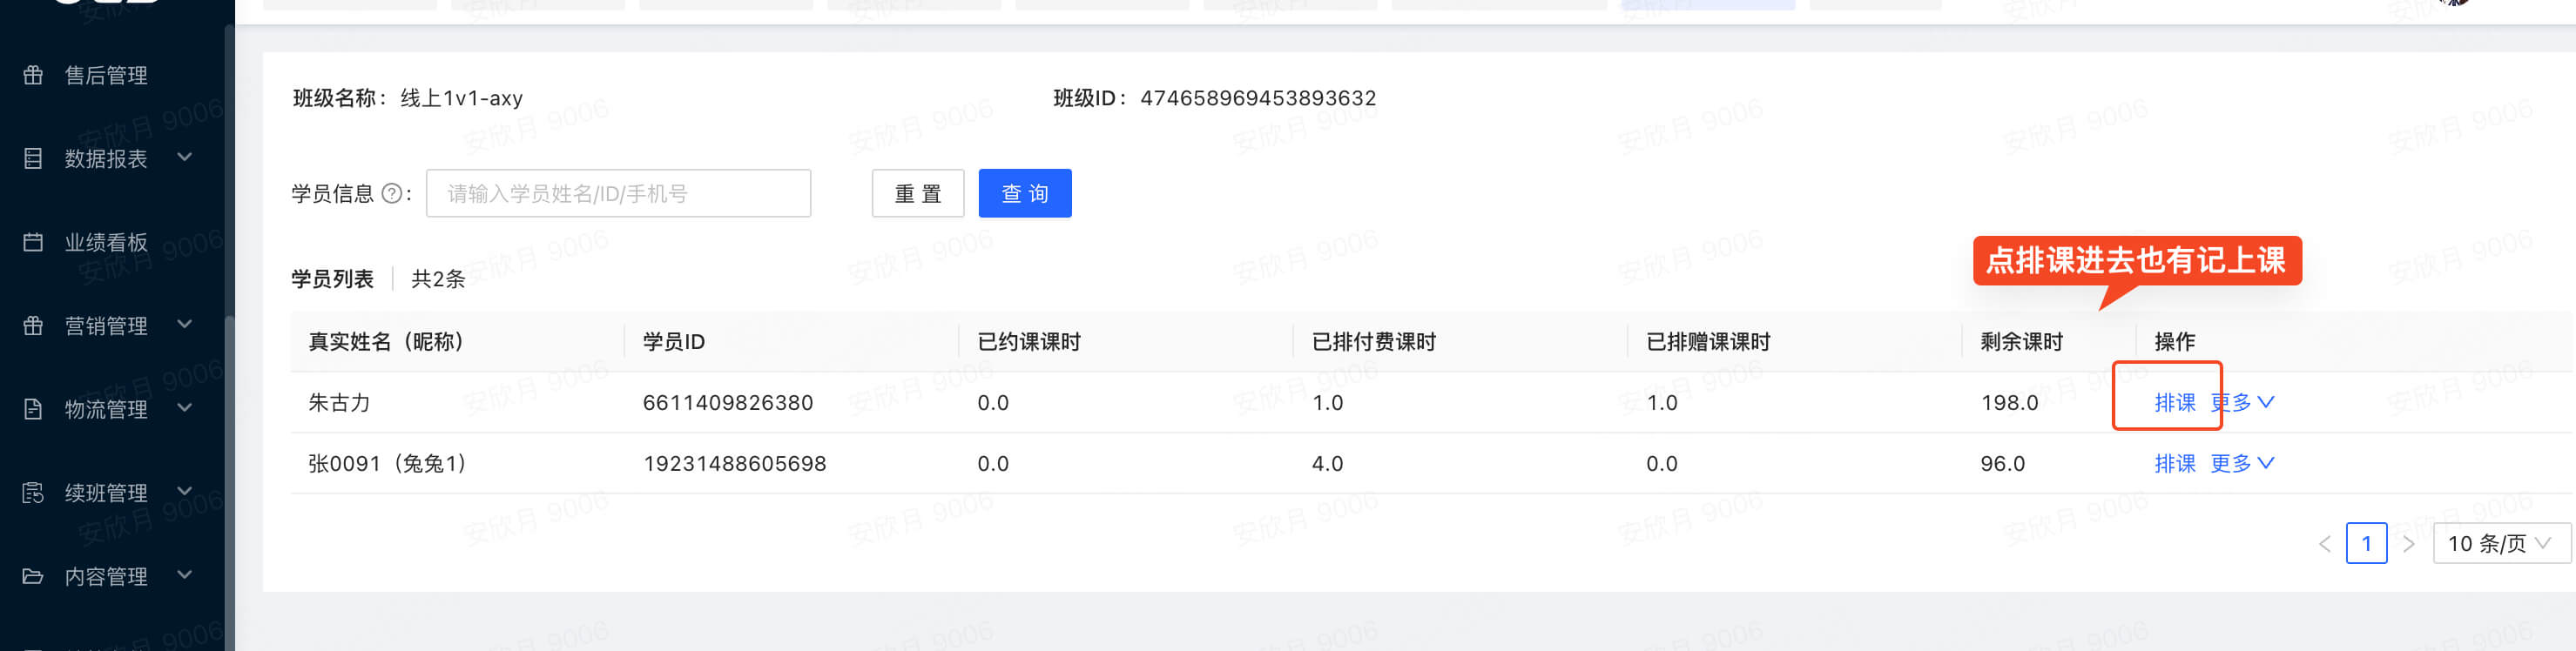 售后管理
数据报表
业绩看板
营销管理
物流管理
续班管理
内容管理
班级名称： 线上1v1-axy
班级ID： 474658969453893632
学员信息 ? : 请输入学员姓名/ID/手机号 重 置 查 询
点排课进去也有记上课
学员列表 共2条
真实姓名（昵称） 学员ID 已约课课时 已排付费课时 已排赠课课时 剩余课时 操作
朱古力 6611409826380 0.0 1.0 1.0 198.0 排课 更多
张0091（兔兔1） 19231488605698 0.0 4.0 0.0 96.0 排课 更多
1 10 条/页
安欣月 9006